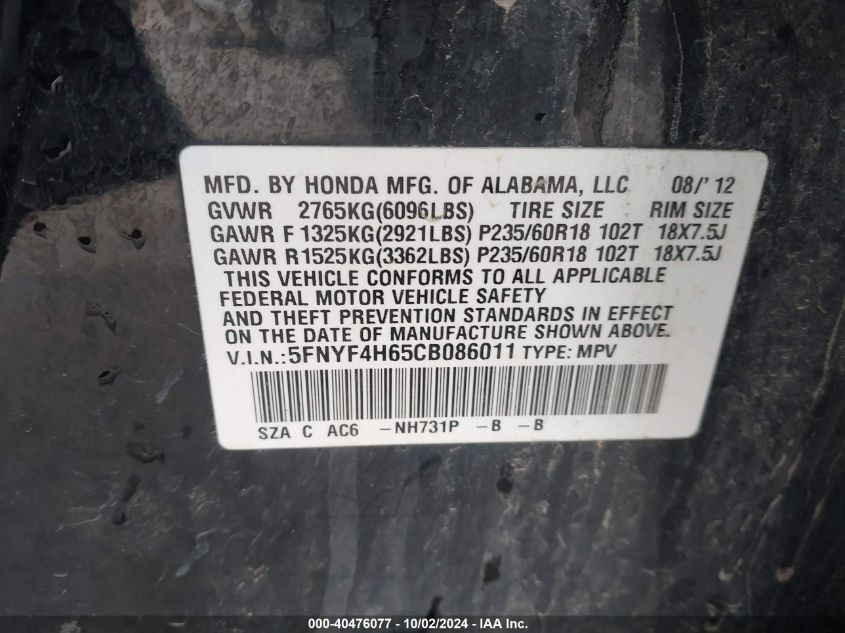 MFD. BY HONDA MFG. OF ALABAMA, LLC 08/'12
GVWR 2765KG(6096LBS) TIRE SIZE RIM SIZE
GAWR F 1325KG(2921LBS) P235/60R18 102T 18X7.5J
GAWR R1525KG(3362LBS) P235/60R18 102T 18X7.5J
THIS VEHICLE CONFORMS TO ALL APPLICABLE
FEDERAL MOTOR VEHICLE SAFETY
AND THEFT PREVENTION STANDARDS IN EFFECT
ON THE DATE OF MANUFACTURE SHOWN ABOVE.
V.I.N.:5FNYF4H65CB086011 TYPE: MPV
SZA C AC6 -NH731P -B -B
000-40476077 - 10/02/2024 - IAA Inc.